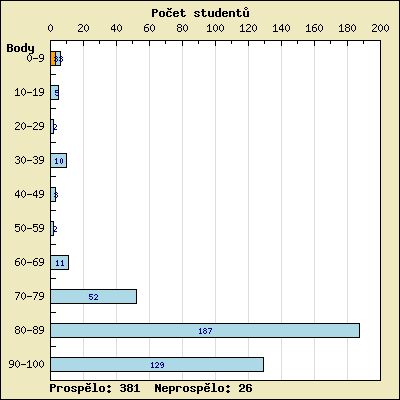 Počet studentů
0 20 40 60 80 100 120 140 160 180 200
Body
0-9 3 3
10-19 5
20-29 2
30-39 10
40-49 3
50-59 2
60-69 11
70-79 52
80-89 187
90-100 129
Prospělo: 381 Neprospělo: 26